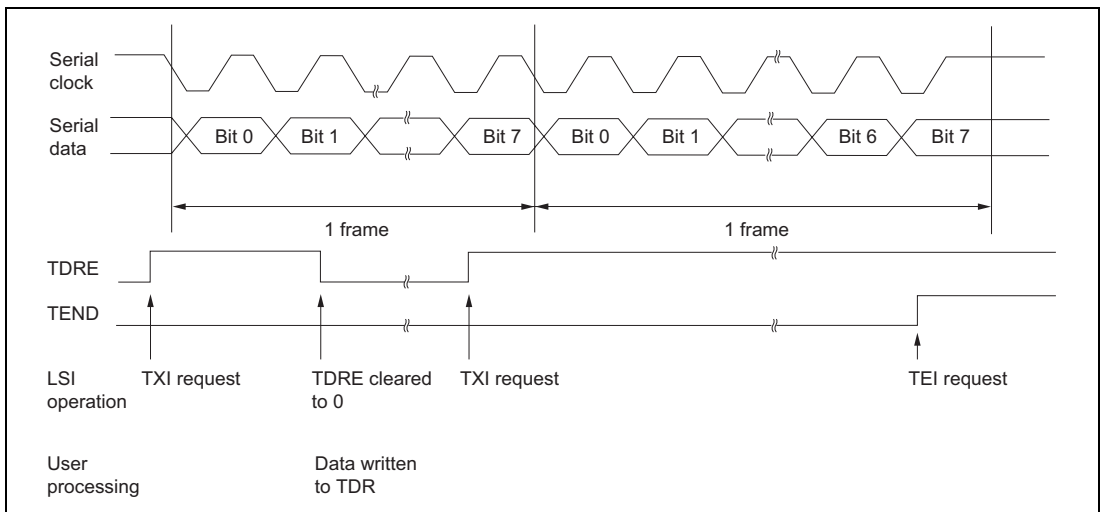 Serial
clock
Serial
data
Bit 0 Bit 1 Bit 7 Bit 0 Bit 1 Bit 6 Bit 7
1 frame 1 frame
TDRE
TEND
LSI
operation
TXI request TDRE cleared
to 0
TXI request TEI request
User
processing
Data written
to TDR